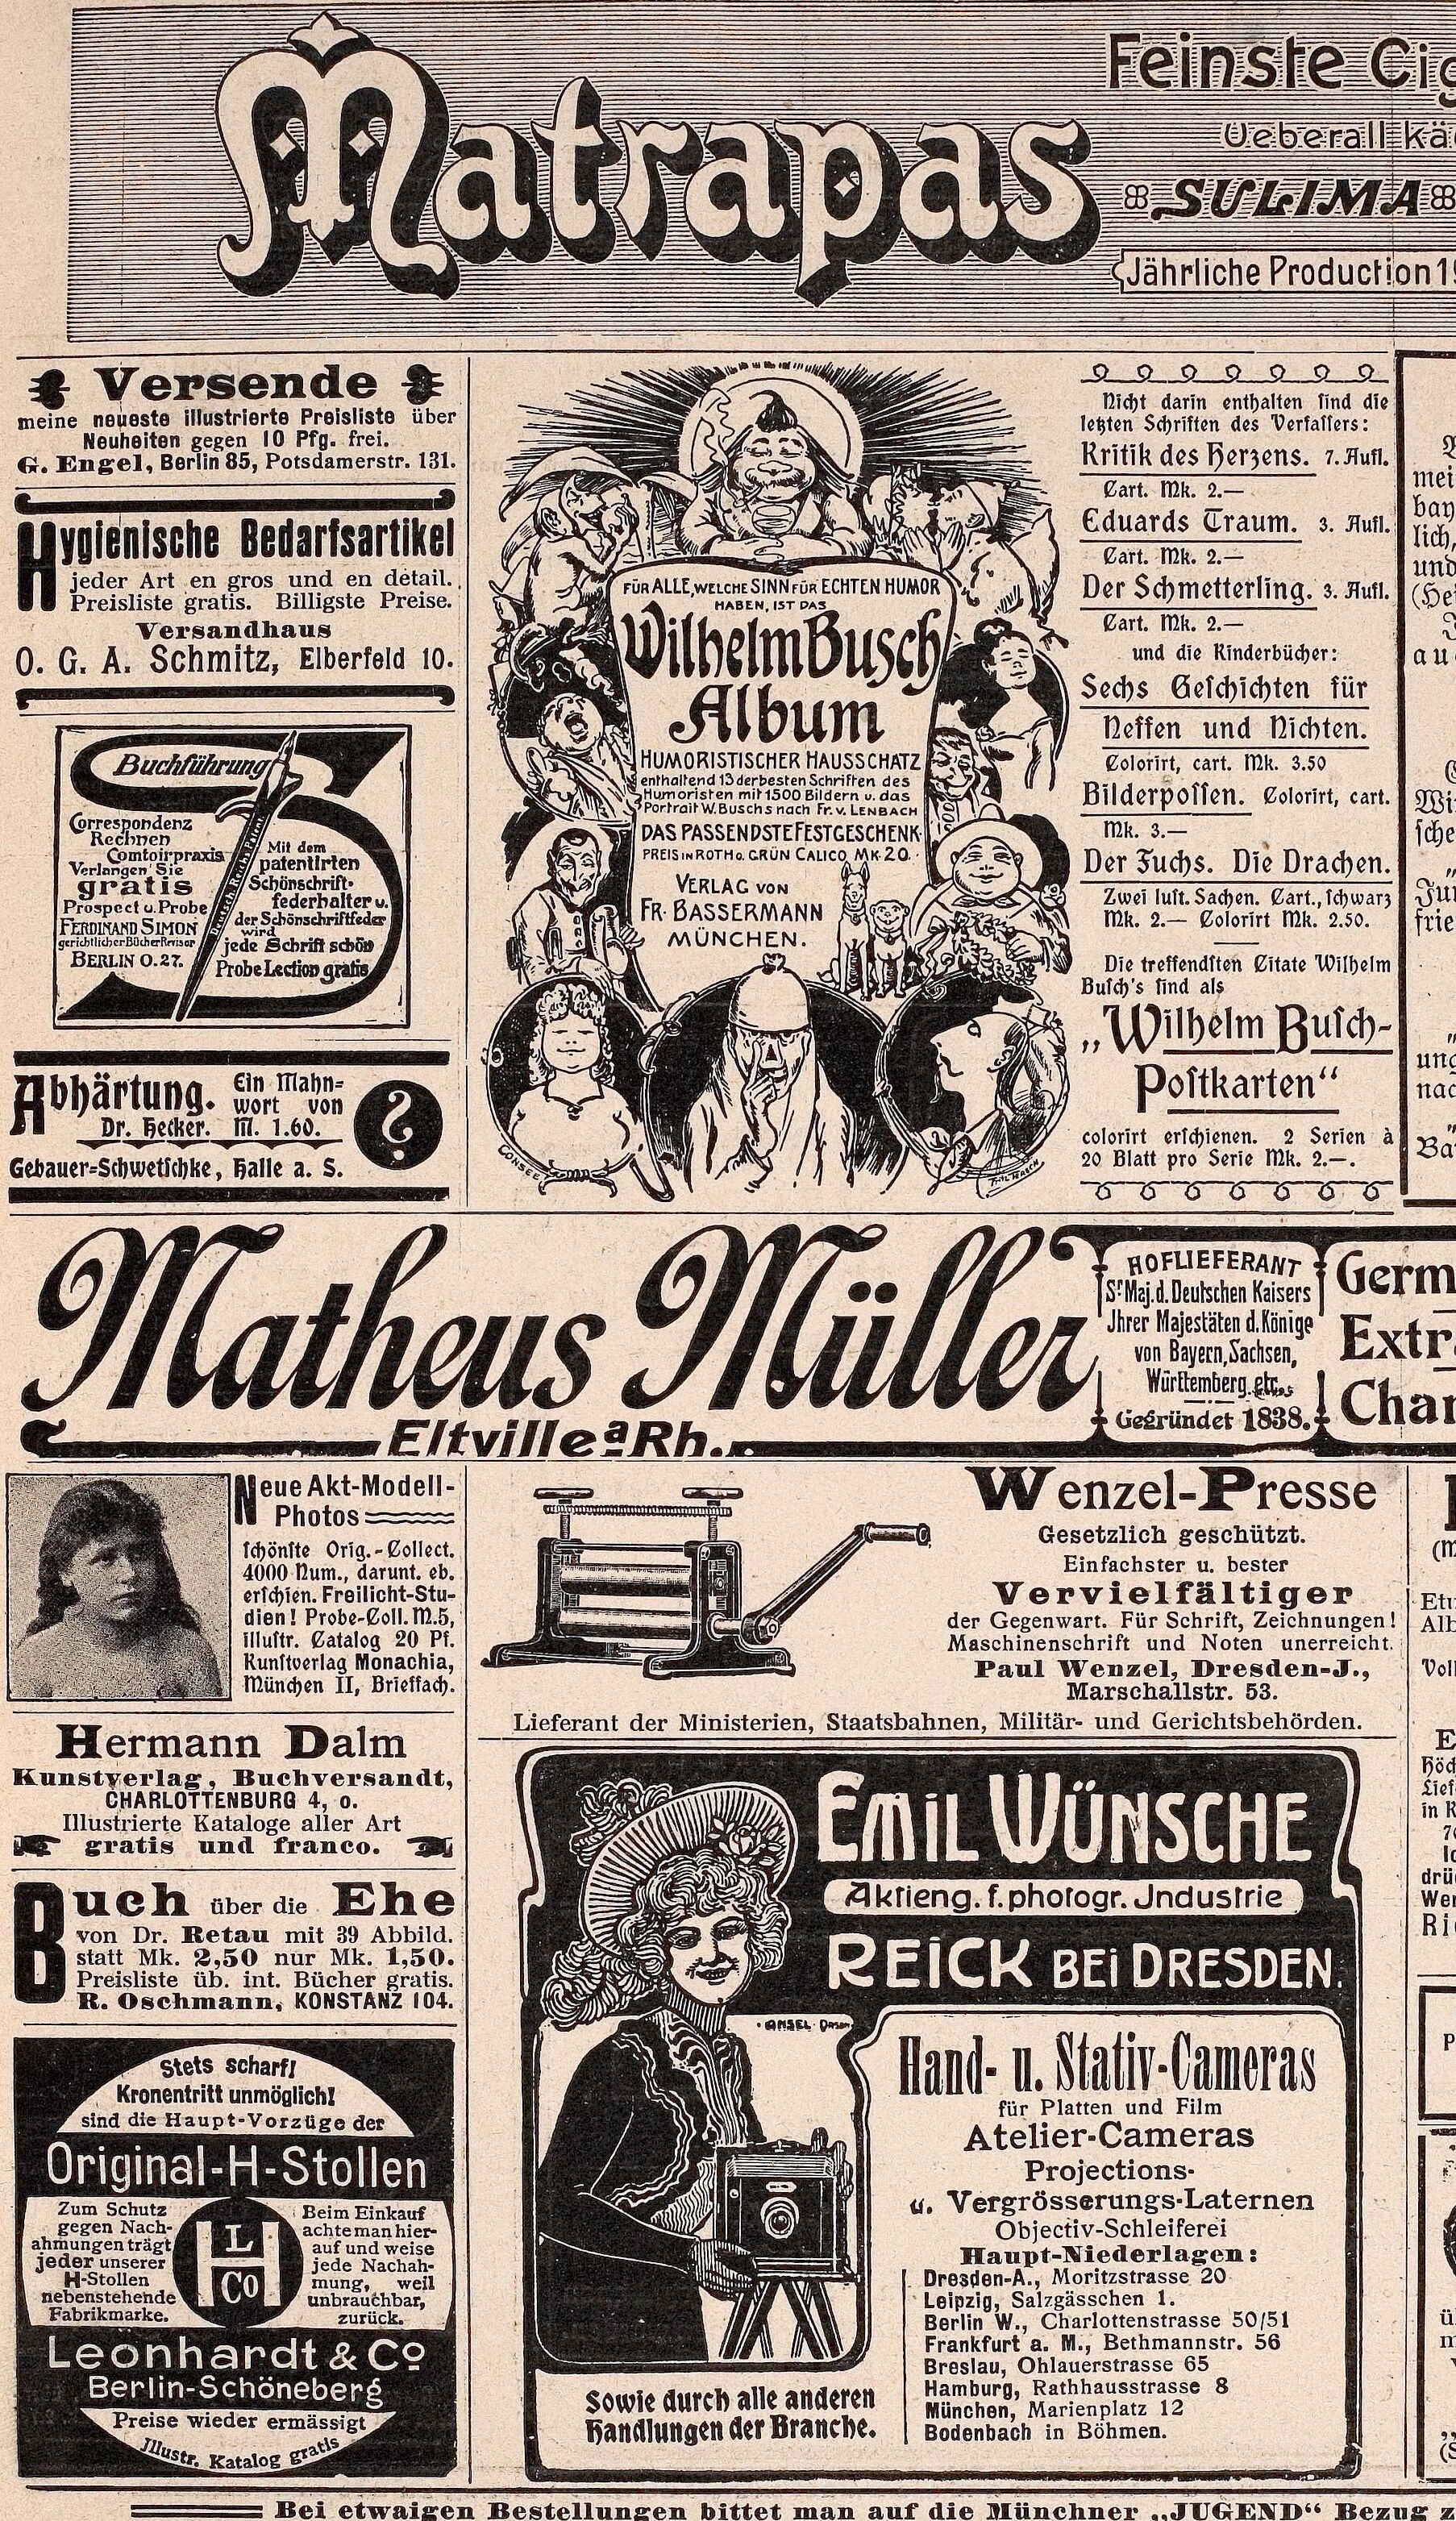 Matrapas
Feinste Cig
Ueberall kä
SULIMA
Jährliche Production 1
Versende
meine neueste illustrierte Preisliste über
Neuheiten gegen 10 Pfg. frei.
G. Engel, Berlin 85, Potsdamerstr. 131.
Hygienische Bedarfsartikel
jeder Art en gros und en détail.
Preisliste gratis. Billigste Preise.
Versandhaus
O. G. A. Schmitz, Elberfeld 10.
Buchführung
Correspondenz
Rechnen
Comtoirpraxis
Verlangen Sie
gratis
Prospect u. Probe
FERDINAND SIMON
gerichtlicher Bücher Revisor
BERLIN O. 27.
Mit dem
patentirten
Schönschrift-
federhalter u.
der Schönschriftfeder
wird
jede Schrift schön
Probe Lection gratis
Abhärtung.
Ein Mahn-
wort von
Dr. Hecker. M. 1.60.
Gebauer-Schwetschke, Halle a. S.
FÜR ALLE, WELCHE SINN FÜR ECHTEN HUMOR
HABEN, IST DAS
Wilhelm Busch
Album
HUMORISTISCHER HAUSSCHATZ
enthaltend 13 der besten Schriften des
Humoristen mit 1500 Bildern u. das
Portrait W. Buschs nach Fr. v. LENBACH
DAS PASSENDSTE FESTGESCHENK
PREIS IN ROTH O. GRÜN CALICO MK. 20.
VERLAG VON
FR. BASSERMANN
MÜNCHEN.
CONSEE
Nicht darin enthalten sind die
letzten Schriften des Verfassers:
Kritik des Herzens. 7. Aufl.
Cart. Mk. 2.—
Eduards Traum. 3. Aufl.
Cart. Mk. 2.—
Der Schmetterling. 3. Aufl.
Cart. Mk. 2.—
und die Kinderbücher:
Sechs Geschichten für
Neffen und Nichten.
Colorirt, cart. Mk. 3.50
Bilderpossen. Colorirt, cart.
Mk. 3.—
Der Fuchs. Die Drachen.
Zwei lust. Sachen. Cart., schwarz
Mk. 2.— Colorirt Mk. 2.50.
Die treffendsten Citate Wilhelm
Busch's sind als
„Wilhelm Busch-
Postkarten“
colorirt erschienen. 2 Serien à
20 Blatt pro Serie Mk. 2.—.
Matheus Müller
Eltville a Rh.
HOFLIEFERANT
Sr Maj. d. Deutschen Kaisers
Jhrer Majestäten d. Könige
von Bayern, Sachsen,
Württemberg. etc.
Gegründet 1838.
Germ
Extr
Char
Neue Akt-Modell-
Photos
schönste Orig.-Collect.
4000 Num., darunt. eb.
erschien. Freilicht-Stu-
dien! Probe-Coll. M. 5,
illustr. Catalog 20 Pf.
Kunstverlag Monachia,
München II, Brieffach.
Wenzel-Presse
Gesetzlich geschützt.
Einfachster u. bester
Vervielfältiger
der Gegenwart. Für Schrift, Zeichnungen!
Maschinenschrift und Noten unerreicht.
Paul Wenzel, Dresden-J.,
Marschallstr. 53.
Lieferant der Ministerien, Staatsbahnen, Militär- und Gerichtsbehörden.
Hermann Dalm
Kunstverlag, Buchversandt,
CHARLOTTENBURG 4, o.
Illustrierte Kataloge aller Art
gratis und franco.
Buch über die Ehe
von Dr. Retau mit 39 Abbild.
statt Mk. 2,50 nur Mk. 1,50.
Preisliste üb. int. Bücher gratis.
R. Oschmann, KONSTANZ 104.
Stets scharf!
Kronentritt unmöglich!
sind die Haupt-Vorzüge der
Original-H-Stollen
Zum Schutz
gegen Nach-
ahmungen trägt
jeder unserer
H-Stollen
nebenstehende
Fabrikmarke.
L
H
Co
Beim Einkauf
achte man hier-
auf und weise
jede Nachah-
mung, weil
unbrauchbar,
zurück.
Leonhardt & Co
Berlin-Schöneberg
Preise wieder ermässigt
Jllustr. Katalog gratis
EMIL WÜNSCHE
Aktieng. f. photogr. Jndustrie
REICK BEI DRESDEN.
Hand- u. Stativ-Cameras
für Platten und Film
Atelier-Cameras
Projections-
u. Vergrösserungs-Laternen
Objectiv-Schleiferei
Haupt-Niederlagen:
Dresden-A., Moritzstrasse 20
Leipzig, Salzgässchen 1.
Berlin W., Charlottenstrasse 50/51
Frankfurt a. M., Bethmannstr. 56
Breslau, Ohlauerstrasse 65
Hamburg, Rathhausstrasse 8
München, Marienplatz 12
Bodenbach in Böhmen.
Sowie durch alle anderen
Handlungen der Branche.
Bei etwaigen Bestellungen bittet man auf die Münchner „JUGEND“ Bezug z